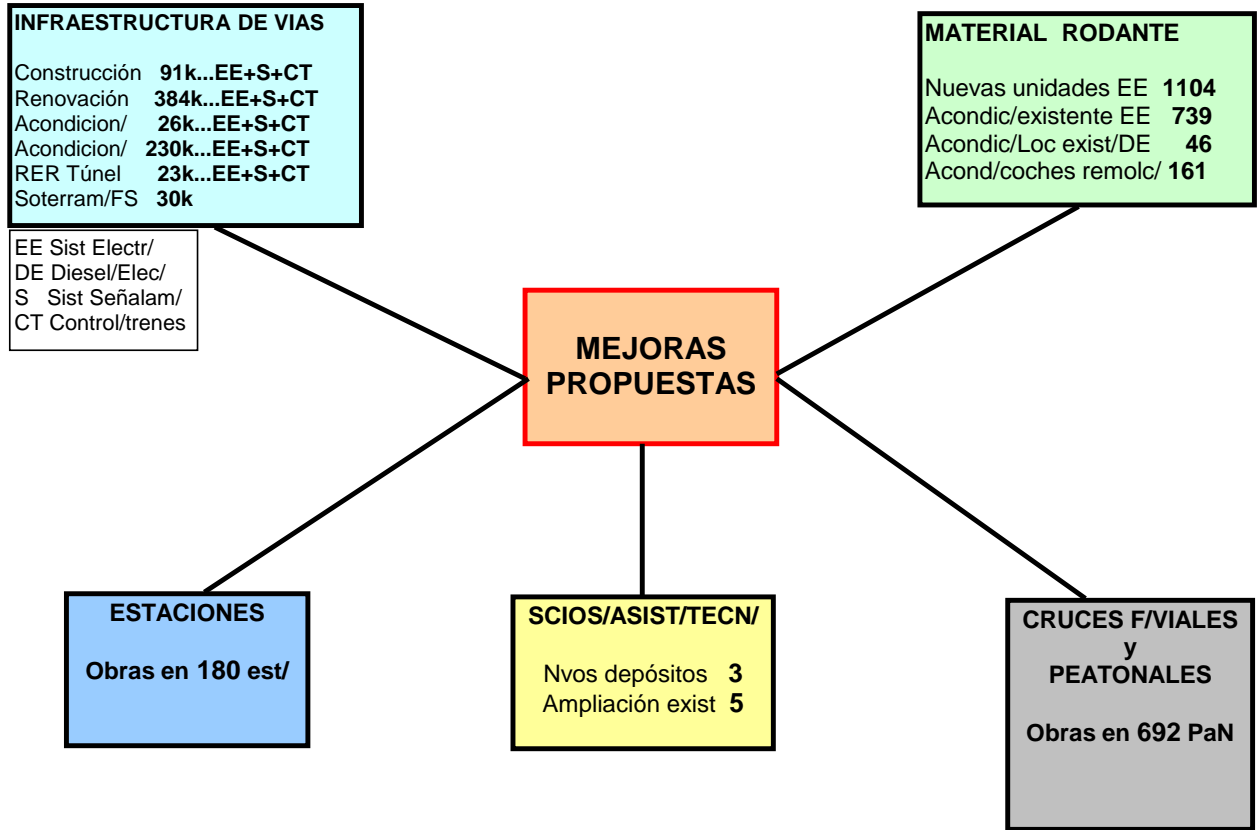 INFRAESTRUCTURA DE VIAS
Construcción 91k...EE+S+CT
Renovación 384k...EE+S+CT
Acondicion/ 26k...EE+S+CT
Acondicion/ 230k...EE+S+CT
RER Túnel 23k...EE+S+CT
Soterram/FS 30k
EE Sist Electr/
DE Diesel/Elec/
S Sist Señalam/
CT Control/trenes
MATERIAL RODANTE
Nuevas unidades EE 1104
Acondic/existente EE 739
Acondic/Loc exist/DE 46
Acond/coches remolc/ 161
MEJORAS
PROPUESTAS
ESTACIONES
Obras en 180 est/
SCIOS/ASIST/TECN/
Nvos depósitos 3
Ampliación exist 5
CRUCES F/VIALES
y
PEATONALES
Obras en 692 PaN